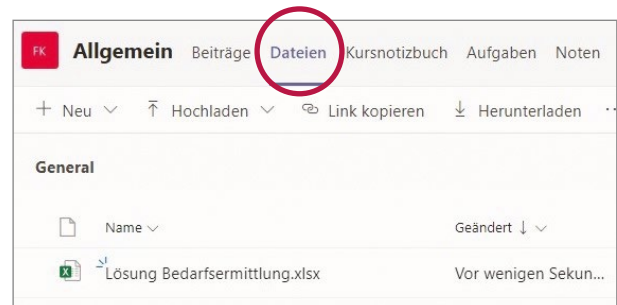 FK Allgemein Beiträge Dateien Kursnotizbuch Aufgaben Noten
Neu Hochladen Link kopieren Herunterladen ...
General
Name Geändert
Lösung Bedarfsermittlung.xlsx Vor wenigen Sekun...